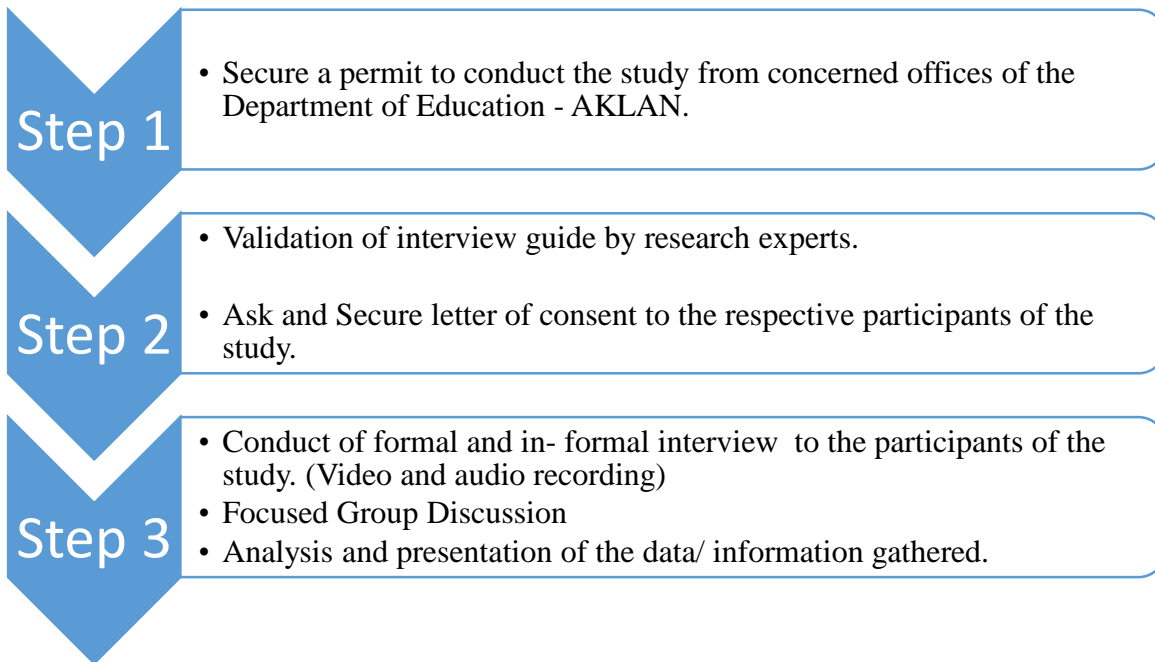 Step 1
• Secure a permit to conduct the study from concerned offices of the
Department of Education - AKLAN.
Step 2
• Validation of interview guide by research experts.
• Ask and Secure letter of consent to the respective participants of the
study.
Step 3
• Conduct of formal and in- formal interview  to the participants of the
study. (Video and audio recording)
• Focused Group Discussion
• Analysis and presentation of the data/ information gathered.